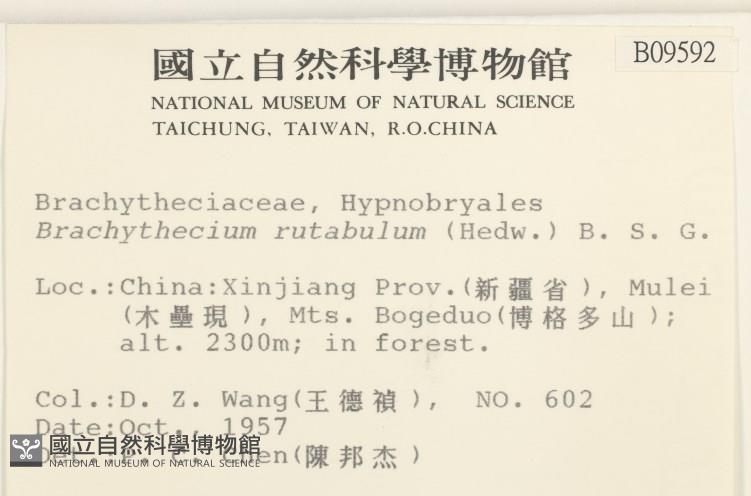 國立自然科學博物館
B09592
NATIONAL MUSEUM OF NATURAL SCIENCE
TAICHUNG, TAIWAN, R.O.CHINA
Brachytheciaceae, Hypnobryales
Brachythecium rutabulum (Hedw.) B. S. G.
Loc.:China:Xinjiang Prov.(新疆省), Mulei
(木壘現), Mts. Bogeduo(博格多山);
alt. 2300m; in forest.
Col.:D. Z. Wang(王德禎), NO. 602
Date:Oct., 1957
Chen(陳邦杰)
國立自然科學博物館
NATIONAL MUSEUM OF NATURAL SCIENCE